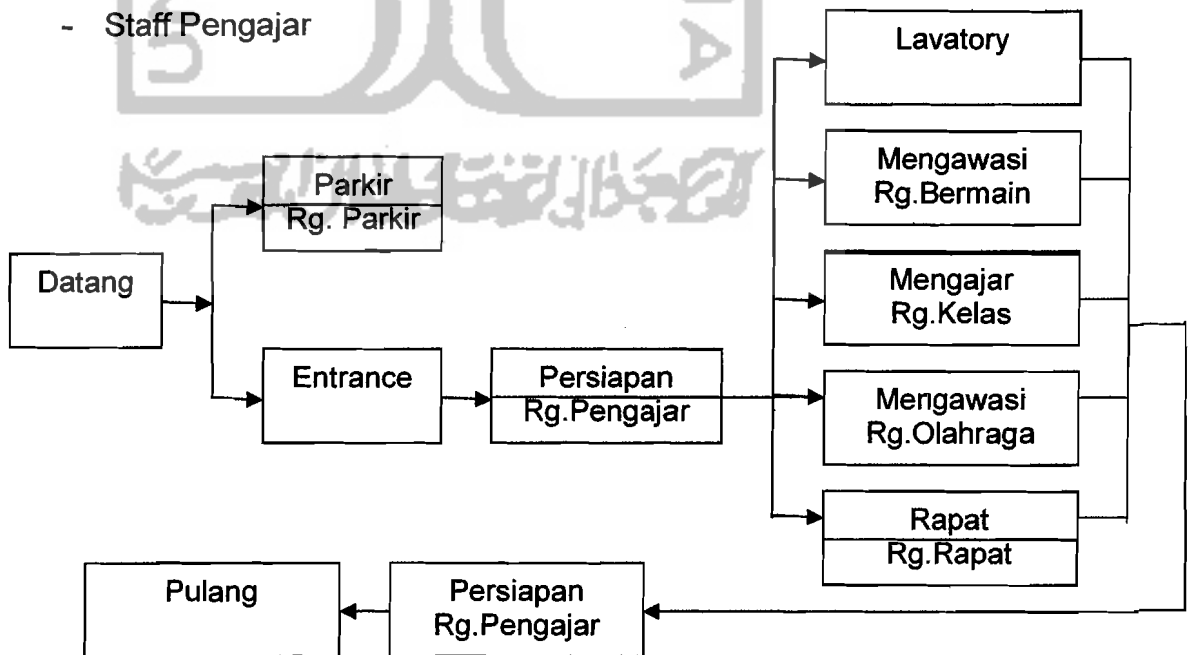 - Staff Pengajar
Lavatory
Mengawasi
Rg.Bermain
Parkir
Rg. Parkir
Datang
Mengajar
Rg.Kelas
Entrance
Persiapan
Rg.Pengajar
Mengawasi
Rg.Olahraga
Rapat
Rg.Rapat
Pulang
Persiapan
Rg.Pengajar